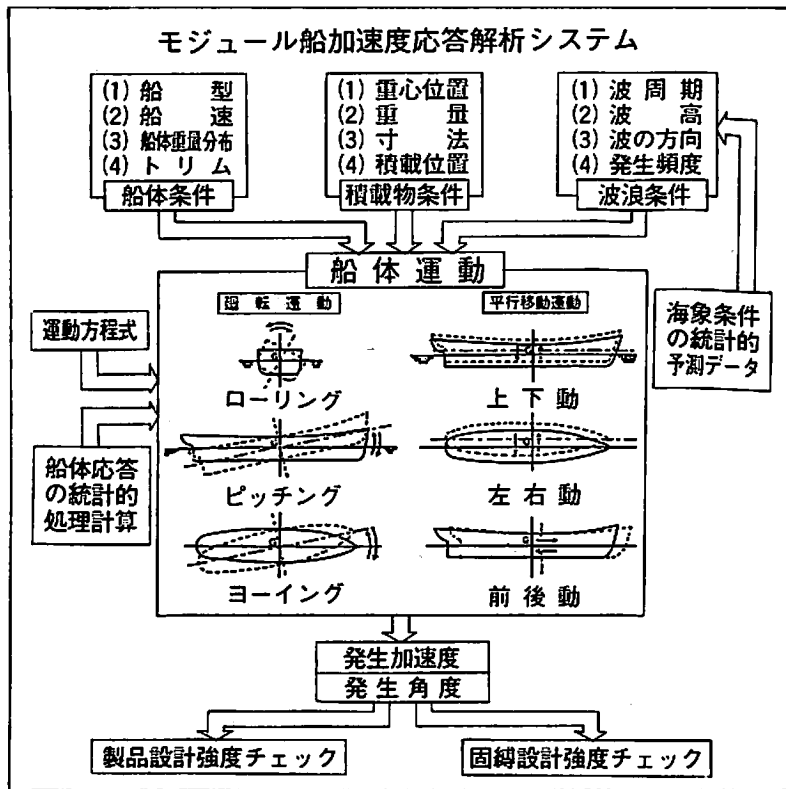 モジュール船加速度応答解析システム
(1) 船型
(2) 船速
(3) 船体重量分布
(4) トリム
船体条件
(1) 重心位置
(2) 重量
(3) 寸法
(4) 積載位置
積載物条件
(1) 波周期
(2) 波高
(3) 波の方向
(4) 発生頻度
波浪条件
船体運動
運動方程式
船体応答
の統計的
処理計算
海象条件
の統計的
予測データ
廻転運動
ローリング
ピッチング
ヨーイング
平行移動運動
上下動
左右動
前後動
発生加速度
発生角度
製品設計強度チェック
固縛設計強度チェック